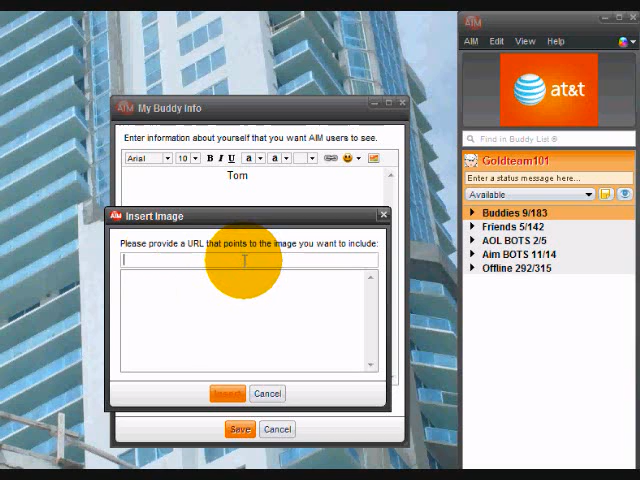 AIM
AIM Edit View Help
at&t
Find in Buddy List ®
Goldteam101
Enter a status message here...
Available
Buddies 9/183
Friends 5/142
AOL BOTS 2/5
Aim BOTS 11/14
Offline 292/315
AIM My Buddy Info
Enter information about yourself that you want AIM users to see.
Arial 10 B I U a a
Tom
AIM Insert Image
Please provide a URL that points to the image you want to include:
Insert Cancel
Save Cancel